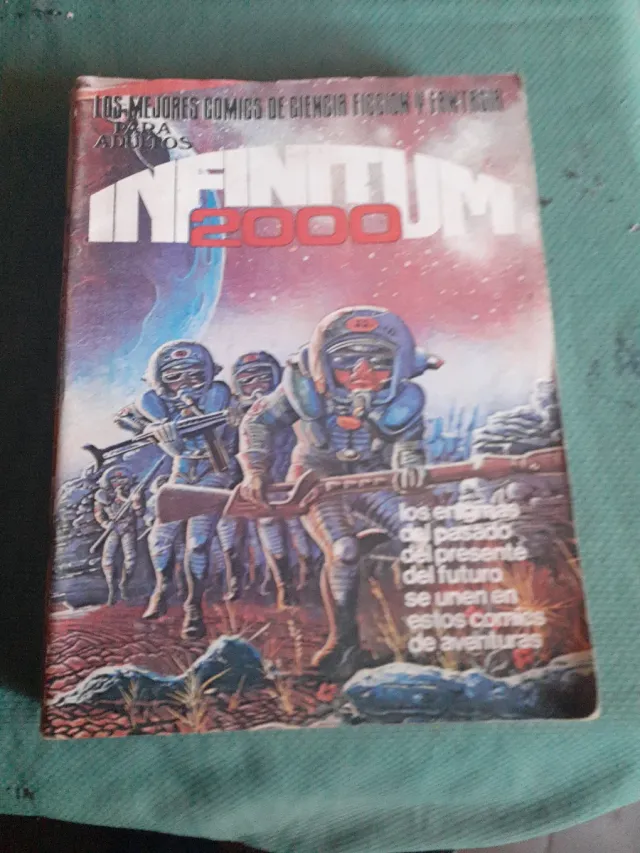 LOS MEJORES COMICS DE CIENCIA FICCION Y FANTASIA
PARA
ADULTOS
INFINITUM
2000
los enigmas
del pasado
del presente
del futuro
se unen en
estos comics
de aventuras